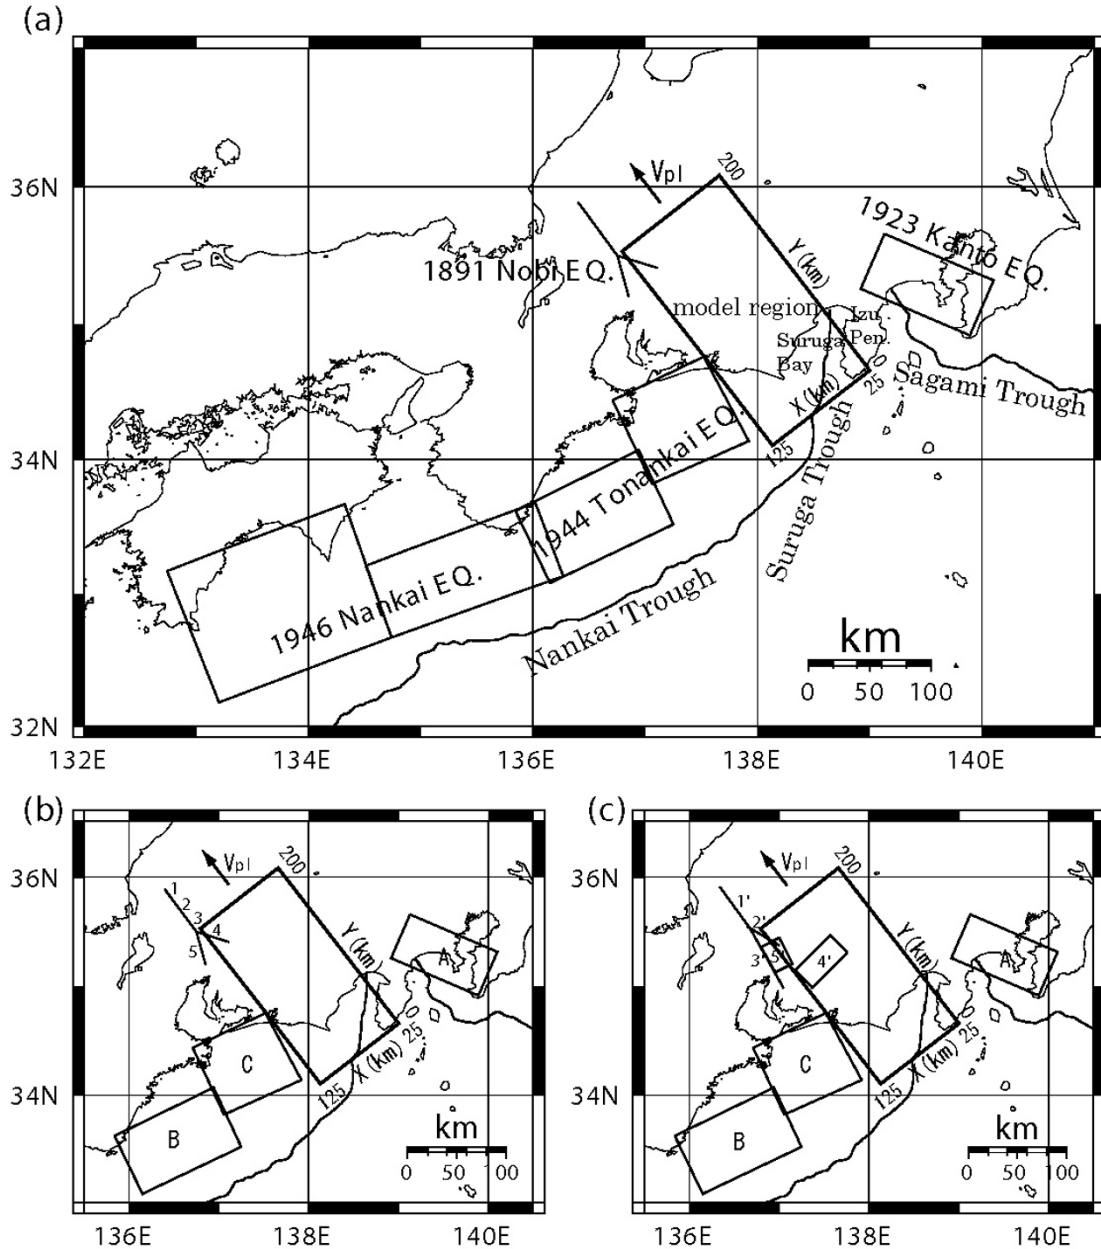 (a)
36N
34N
32N
132E
134E
136E
138E
140E
Vpl
200
Y(km)
1923 Kanto EQ.
1891 Nobi EQ.
model region
Izu
Pen.
Suruga
Bay
0
X(km)
25
125
Sagami Trough
1944 Tonankai EQ.
Suruga Trough
1946 Nankai EQ.
Nankai Trough
km
0 50 100
(b)
36N
34N
136E
138E
140E
Vpl
200
1
2
3
4
5
Y(km)
A
X(km)
25
125
C
B
km
0 50 100
(c)
36N
34N
136E
138E
140E
Vpl
200
1'
2'
3'
5'
4'
Y(km)
A
X(km)
25
125
C
B
km
0 50 100